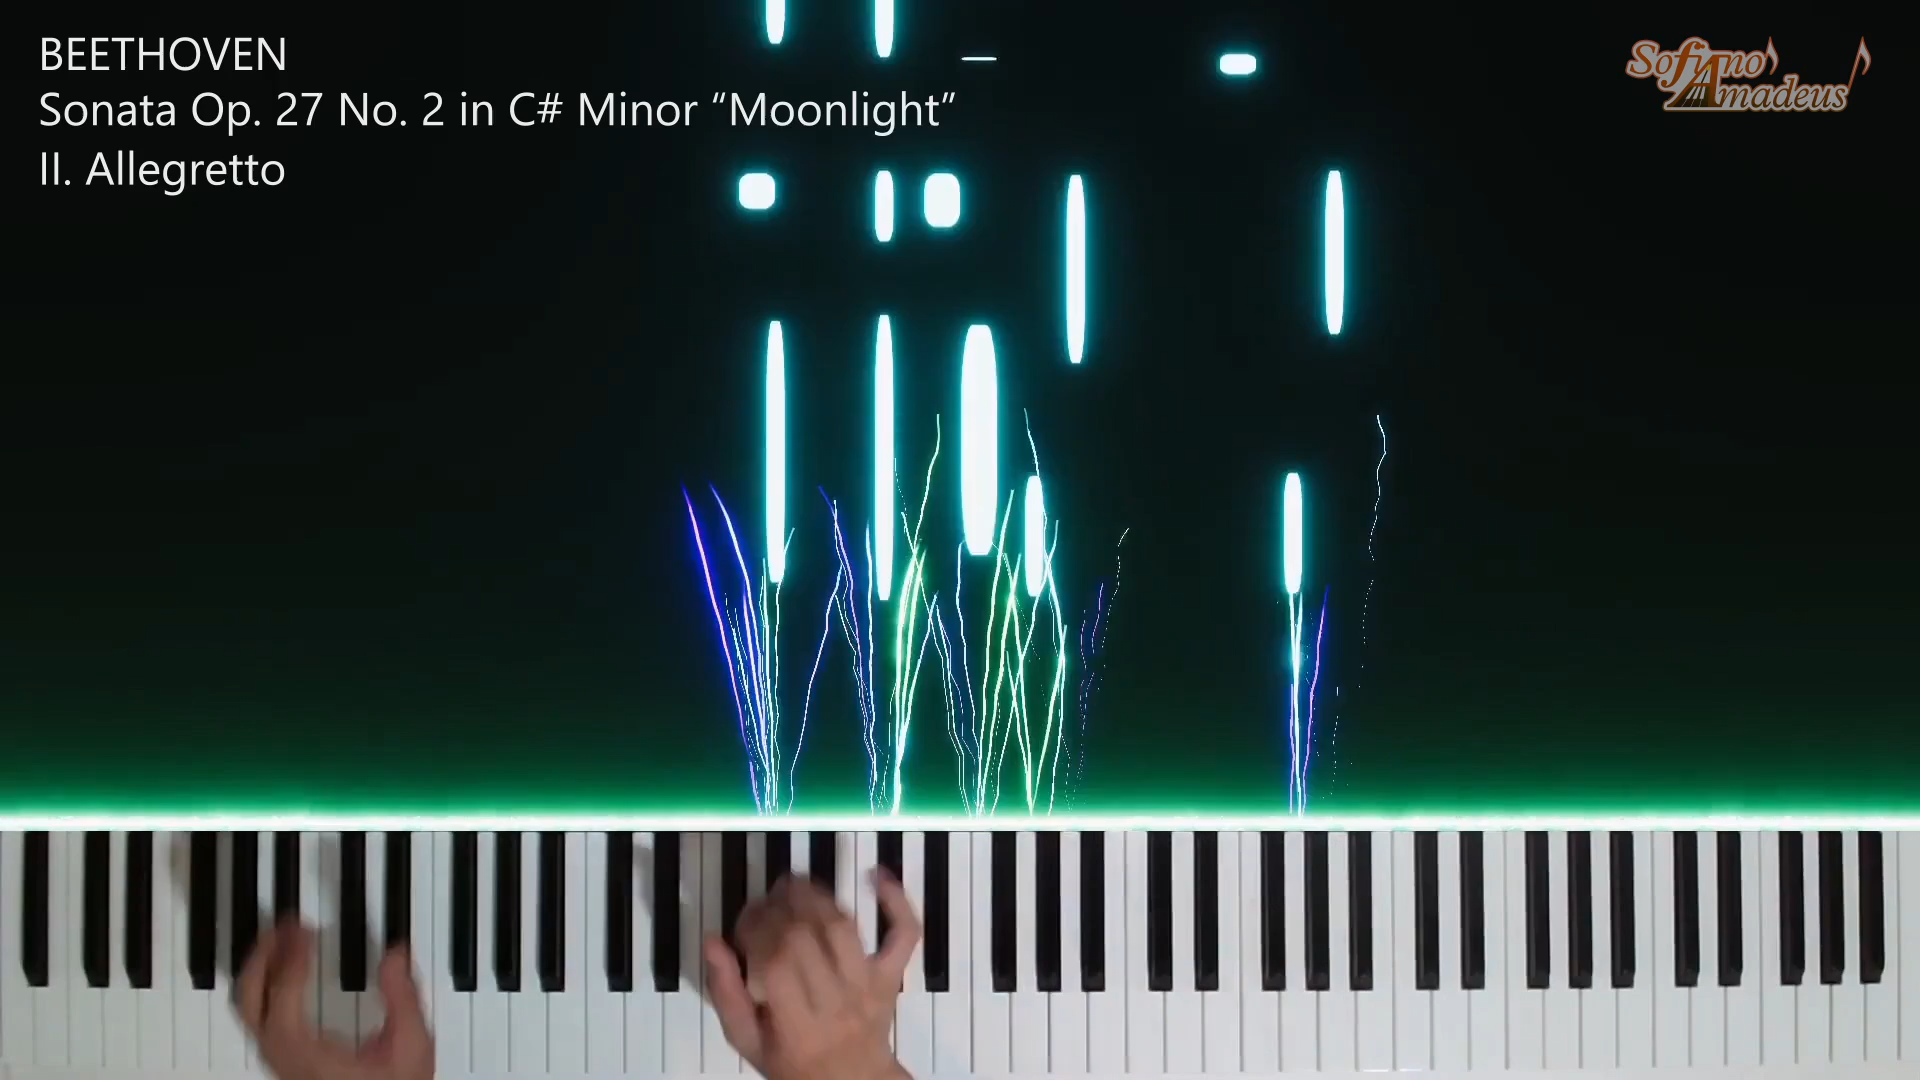 BEETHOVEN
Sonata Op. 27 No. 2 in C# Minor “Moonlight”
II. Allegretto
Sofiano
Amadeus